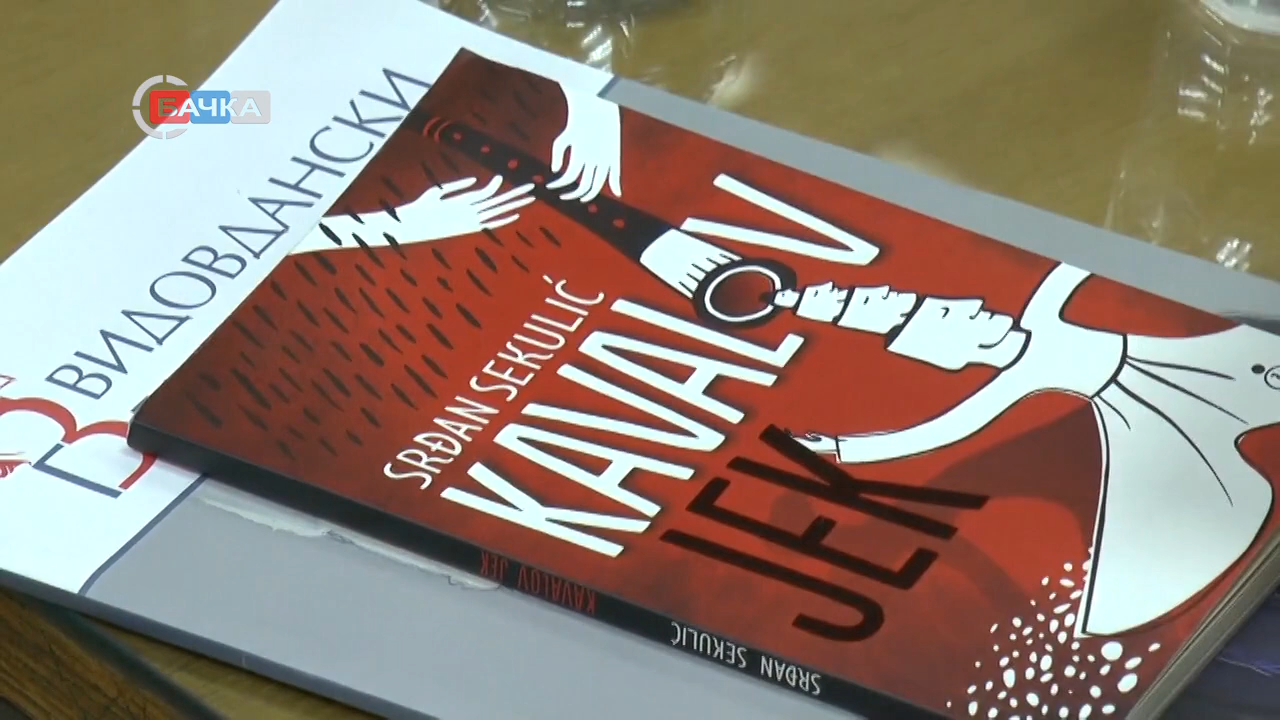 БАЧКА
ВИДОВДАНСКИ
SRĐAN SEKULIĆ
KAVALOV
JEK
KAVALOV JEK
SRĐAN SEKULIĆ